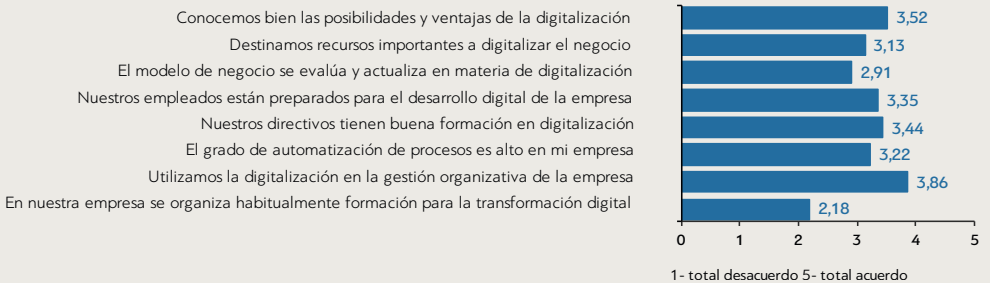 Conocemos bien las posibilidades y ventajas de la digitalización 3,52
Destinamos recursos importantes a digitalizar el negocio 3,13
El modelo de negocio se evalúa y actualiza en materia de digitalización 2,91
Nuestros empleados están preparados para el desarrollo digital de la empresa 3,35
Nuestros directivos tienen buena formación en digitalización 3,44
El grado de automatización de procesos es alto en mi empresa 3,22
Utilizamos la digitalización en la gestión organizativa de la empresa 3,86
En nuestra empresa se organiza habitualmente formación para la transformación digital 2,18
0 1 2 3 4 5
1- total desacuerdo 5- total acuerdo